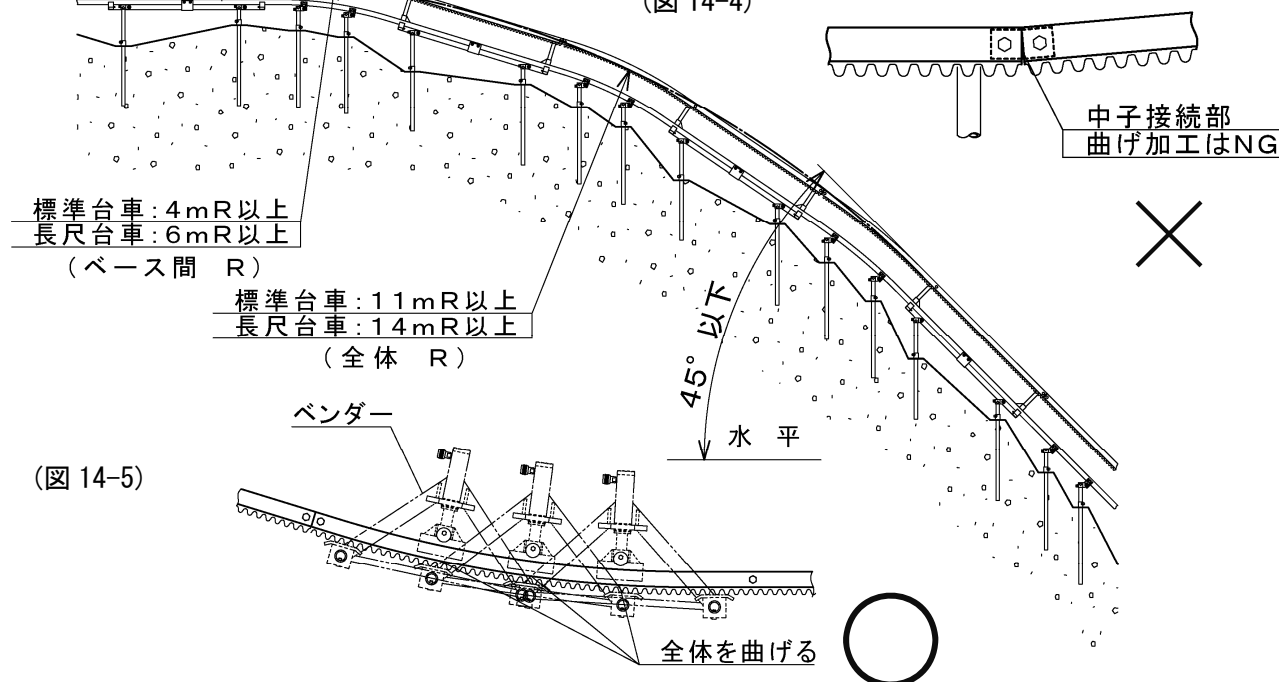 (図 14-4)
中子接続部
曲げ加工はNG
標準台車:4mR以上
長尺台車:6mR以上
(ベース間 R)
標準台車:11mR以上
長尺台車:14mR以上
(全体 R)
45° 以下
水 平
ベンダー
(図 14-5)
全体を曲げる